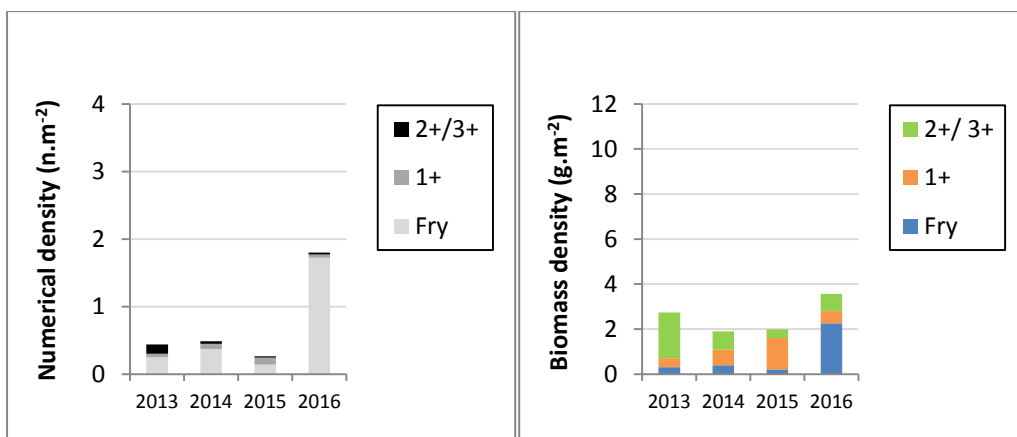 Numerical density (n.m-2)
4
3
2
1
0
2013 2014 2015 2016
2+/3+
1+
Fry
Biomass density (g.m-2)
12
10
8
6
4
2
0
2013 2014 2015 2016
2+/ 3+
1+
Fry